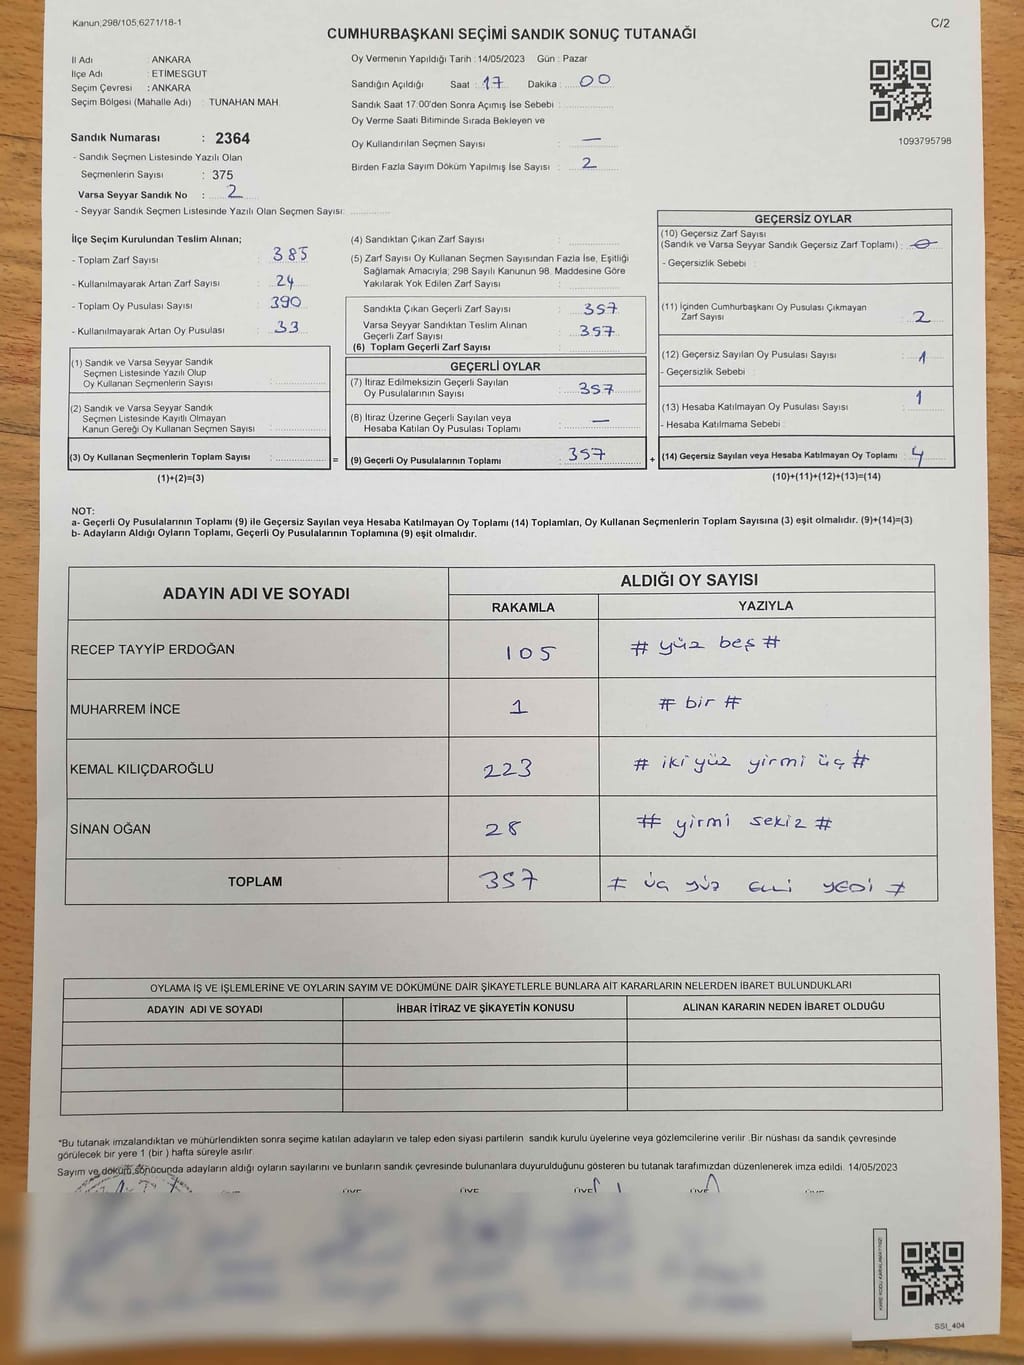 Kanun,298/105,6271/18-1
C/2
CUMHURBAŞKANI SEÇİMİ SANDIK SONUÇ TUTANAĞI
İl Adı : ANKARA
İlçe Adı : ETİMESGUT
Seçim Çevresi : ANKARA
Seçim Bölgesi (Mahalle Adı) : TUNAHAN MAH.
Sandık Numarası : 2364
- Sandık Seçmen Listesinde Yazılı Olan
Seçmenlerin Sayısı : 375
Varsa Seyyar Sandık No : 2
- Seyyar Sandık Seçmen Listesinde Yazılı Olan Seçmen Sayısı:
Oy Vermenin Yapıldığı Tarih : 14/05/2023 Gün : Pazar
Sandığın Açıldığı Saat : 17 Dakika : 00
Sandık Saat 17:00'den Sonra Açımış İse Sebebi :
Oy Verme Saati Bitiminde Sırada Bekleyen ve
Oy Kullandırılan Seçmen Sayısı : —
Birden Fazla Sayım Döküm Yapılmış İse Sayısı : 2
1093795798
İlçe Seçim Kurulundan Teslim Alınan;
- Toplam Zarf Sayısı : 385
- Kullanılmayarak Artan Zarf Sayısı : 24
- Toplam Oy Pusulası Sayısı : 390
- Kullanılmayarak Artan Oy Pusulası : 33
(1) Sandık ve Varsa Seyyar Sandık
Seçmen Listesinde Yazılı Olup
Oy Kullanan Seçmenlerin Sayısı :
(2) Sandık ve Varsa Seyyar Sandık
Seçmen Listesinde Kayıtlı Olmayan
Kanun Gereği Oy Kullanan Seçmen Sayısı :
(3) Oy Kullanan Seçmenlerin Toplam Sayısı : =
(1)+(2)=(3)
(4) Sandıktan Çıkan Zarf Sayısı :
(5) Zarf Sayısı Oy Kullanan Seçmen Sayısından Fazla İse, Eşitliği
Sağlamak Amacıyla; 298 Sayılı Kanunun 98. Maddesine Göre
Yakılarak Yok Edilen Zarf Sayısı :
Sandıkta Çıkan Geçerli Zarf Sayısı : 357
Varsa Seyyar Sandıktan Teslim Alınan
Geçerli Zarf Sayısı : 357
(6) Toplam Geçerli Zarf Sayısı :
GEÇERLİ OYLAR
(7) İtiraz Edilmeksizin Geçerli Sayılan
Oy Pusulasının Sayısı : 357
(8) İtiraz Üzerine Geçerli Sayılan veya
Hesaba Katılan Oy Pusulası Toplamı : —
(9) Geçerli Oy Pusulalarının Toplamı : 357 +
GEÇERSİZ OYLAR
(10) Geçersiz Zarf Sayısı
(Sandık ve Varsa Seyyar Sandık Geçersiz Zarf Toplamı) : 0
- Geçersizlik Sebebi :
(11) İçinden Cumhurbaşkanı Oy Pusulası Çıkmayan
Zarf Sayısı : 2
(12) Geçersiz Sayılan Oy Pusulası Sayısı : 1
- Geçersizlik Sebebi :
(13) Hesaba Katılmayan Oy Pusulası Sayısı : 1
- Hesaba Katılmama Sebebi :
(14) Geçersiz Sayılan veya Hesaba Katılmayan Oy Toplamı : 4
(10)+(11)+(12)+(13)=(14)
NOT:
a- Geçerli Oy Pusulalarının Toplamı (9) ile Geçersiz Sayılan veya Hesaba Katılmayan Oy Toplamı (14) Toplamları, Oy Kullanan Seçmenlerin Toplam Sayısına (3) eşit olmalıdır. (9)+(14)=(3)
b- Adayların Aldığı Oyların Toplamı, Geçerli Oy Pusulalarının Toplamına (9) eşit olmalıdır.
ADAYIN ADI VE SOYADI
ALDIĞI OY SAYISI
RAKAMLA YAZIYLA
RECEP TAYYİP ERDOĞAN 105 # yüz beş #
MUHARREM İNCE 1 # bir #
KEMAL KILIÇDAROĞLU 223 # iki yüz yirmi üç #
SİNAN OĞAN 28 # yirmi sekiz #
TOPLAM 357 # üç yüz elli YEDİ #
OYLAMA İŞ VE İŞLEMLERİNE VE OYLARIN SAYIM VE DÖKÜMÜNE DAİR ŞİKAYETLERLE BUNLARA AİT KARARLARIN NELERDEN İBARET BULUNDUKLARI
ADAYIN ADI VE SOYADI İHBAR İTİRAZ VE ŞİKAYETİN KONUSU ALINAN KARARIN NEDEN İBARET OLDUĞU
*Bu tutanak imzalandıktan ve mühürlendikten sonra seçime katılan adayların ve talep eden siyasi partilerin sandık kurulu üyelerine veya gözlemcilerine verilir .Bir nüshası da sandık çevresinde
görülecek bir yere 1 (bir ) hafta süreyle asılır.
Sayım ve döküm sonucunda adayların aldığı oyların sayılarını ve bunların sandık çevresinde bulunanlara duyurulduğunu gösteren bu tutanak tarafımızdan düzenlenerek imza edildi. 14/05/2023
ÜYE ÜYE ÜYE ÜYE ÜYE
KARE KODU KARALAMAYINIZ!
SSt_404